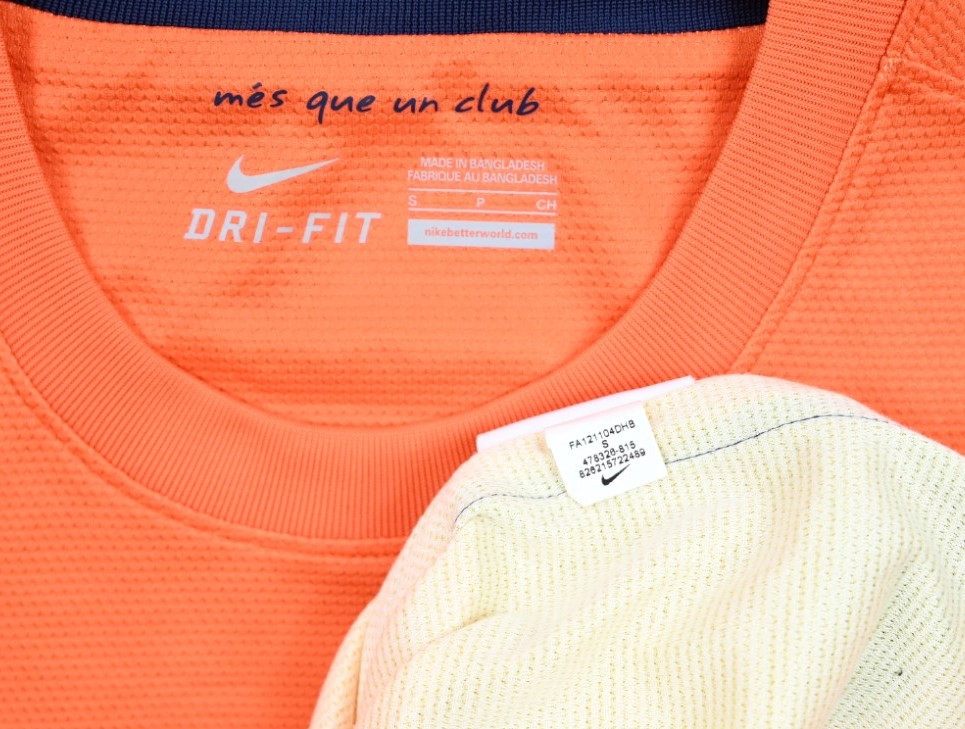 més que un club
DRI-FIT
MADE IN BANGLADESH
FABRIQUE AU BANGLADESH
S P CH
nikebetterworld.com
FA121104DHB
S
478326-815
826215722489